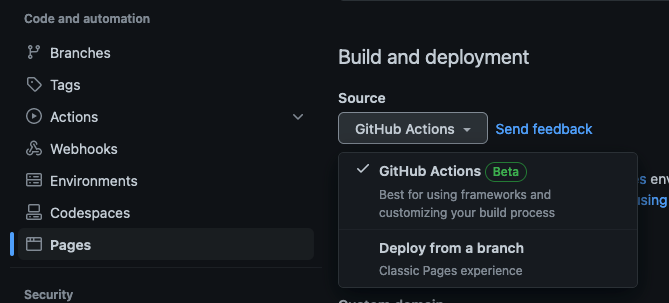 Code and automation
Branches
Tags
Actions
Webhooks
Environments
Codespaces
Pages
Security
Build and deployment
Source
GitHub Actions
Send feedback
GitHub Actions Beta
Best for using frameworks and
customizing your build process
Deploy from a branch
Classic Pages experience
using
Custom domain